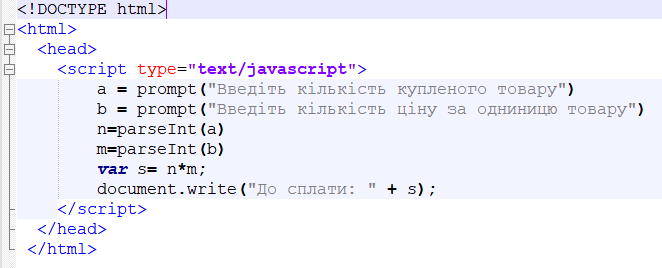 <!DOCTYPE html>
<html>
<head>
<script type="text/javascript">
a = prompt("Введіть кількість купленого товару")
b = prompt("Введіть кількість ціну за одниницю товару")
n=parseInt(a)
m=parseInt(b)
var s= n*m;
document.write("До сплати: " + s);
</script>
</head>
</html>